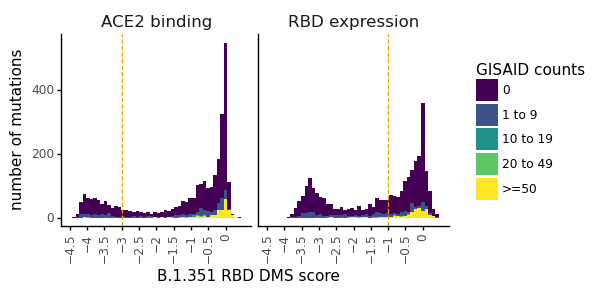 ACE2 binding
RBD expression
number of mutations
400
200
0
−4.5 −4 −3.5 −3 −2.5 −2 −1.5 −1 −0.5 0
−4.5 −4 −3.5 −3 −2.5 −2 −1.5 −1 −0.5 0
B.1.351 RBD DMS score
GISAID counts
0
1 to 9
10 to 19
20 to 49
>=50